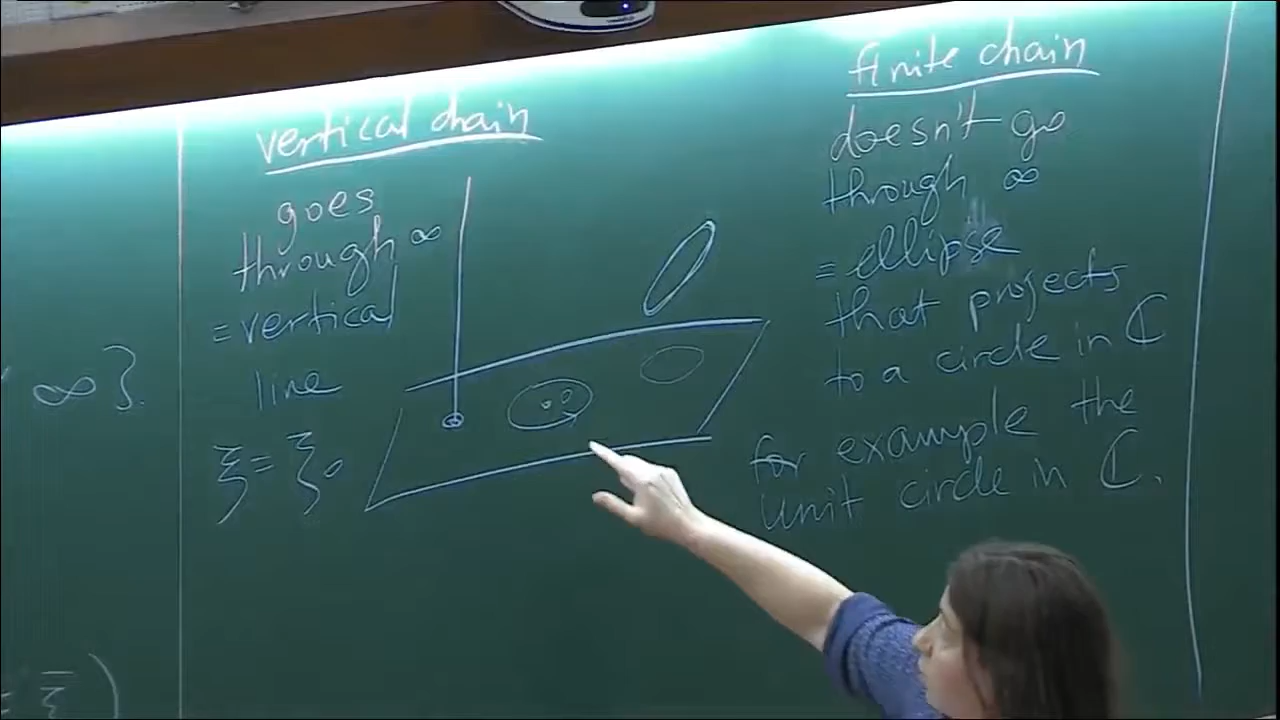 ∞}.
ξ̄ )
vertical chain
goes
through ∞
= vertical
line
ξ = ξ₀
finite chain
doesn't go
through ∞
= ellipse
that projects
to a circle in ℂ
for example the
unit circle in ℂ.